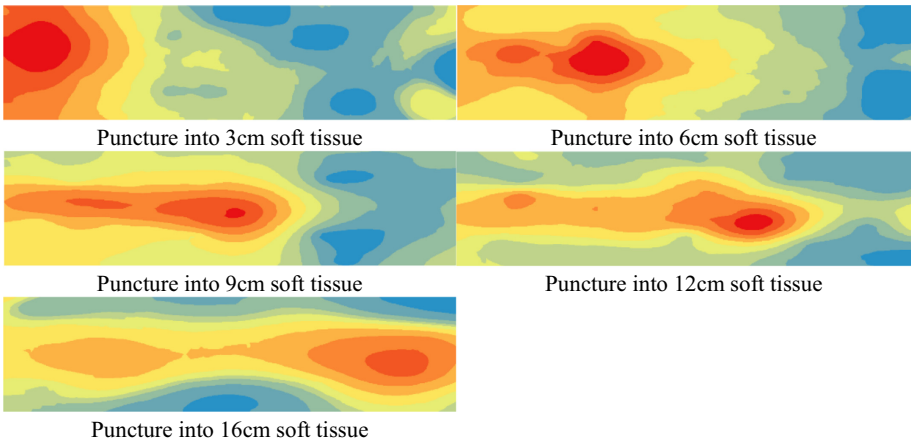 Puncture into 3cm soft tissue
Puncture into 6cm soft tissue
Puncture into 9cm soft tissue
Puncture into 12cm soft tissue
Puncture into 16cm soft tissue